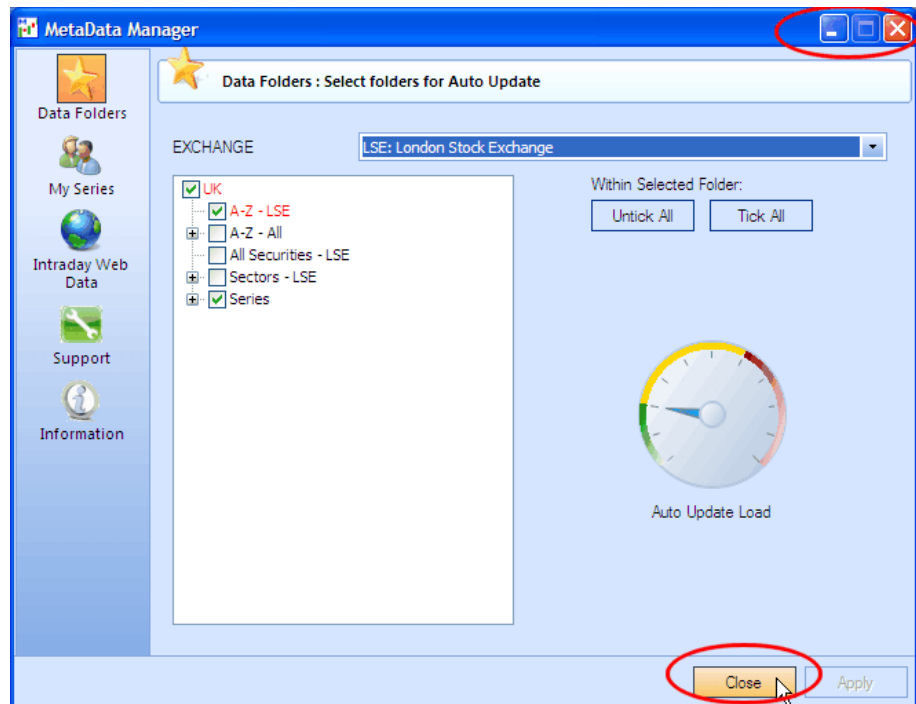 MetaData Manager
Data Folders
My Series
Intraday Web
Data
Support
Information
Data Folders : Select folders for Auto Update
EXCHANGE
LSE: London Stock Exchange
UK
A-Z - LSE
A-Z - All
All Securities - LSE
Sectors - LSE
Series
Within Selected Folder:
Untick All
Tick All
Auto Update Load
Close
Apply